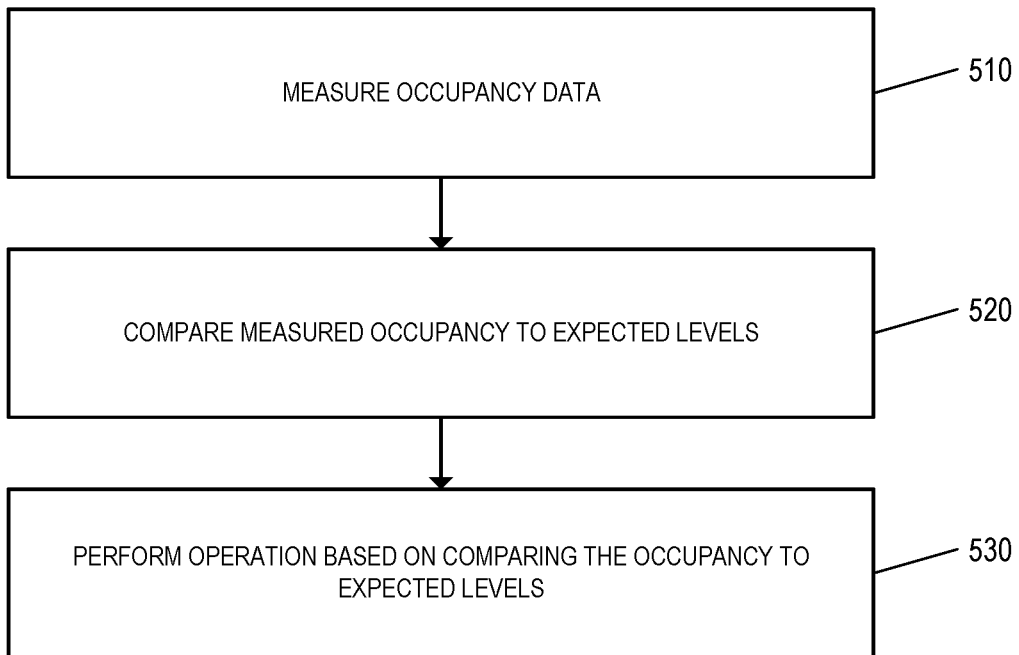 MEASURE OCCUPANCY DATA
510
COMPARE MEASURED OCCUPANCY TO EXPECTED LEVELS
520
PERFORM OPERATION BASED ON COMPARING THE OCCUPANCY TO
EXPECTED LEVELS
530